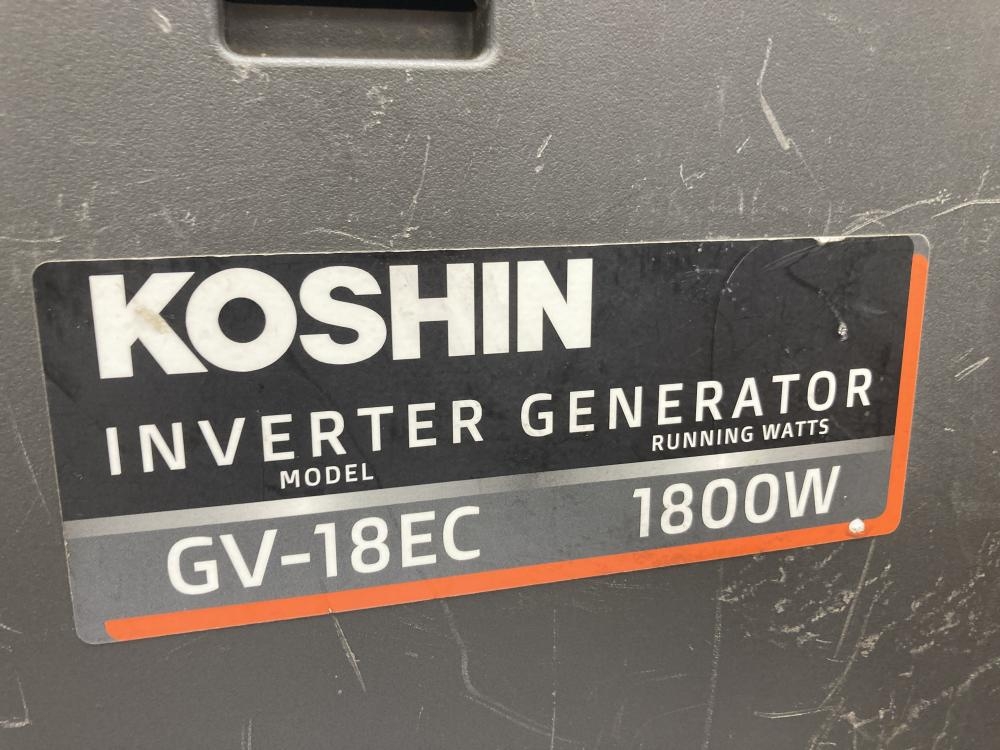 KOSHIN
INVERTER GENERATOR
MODEL RUNNING WATTS
GV-18EC 1800W